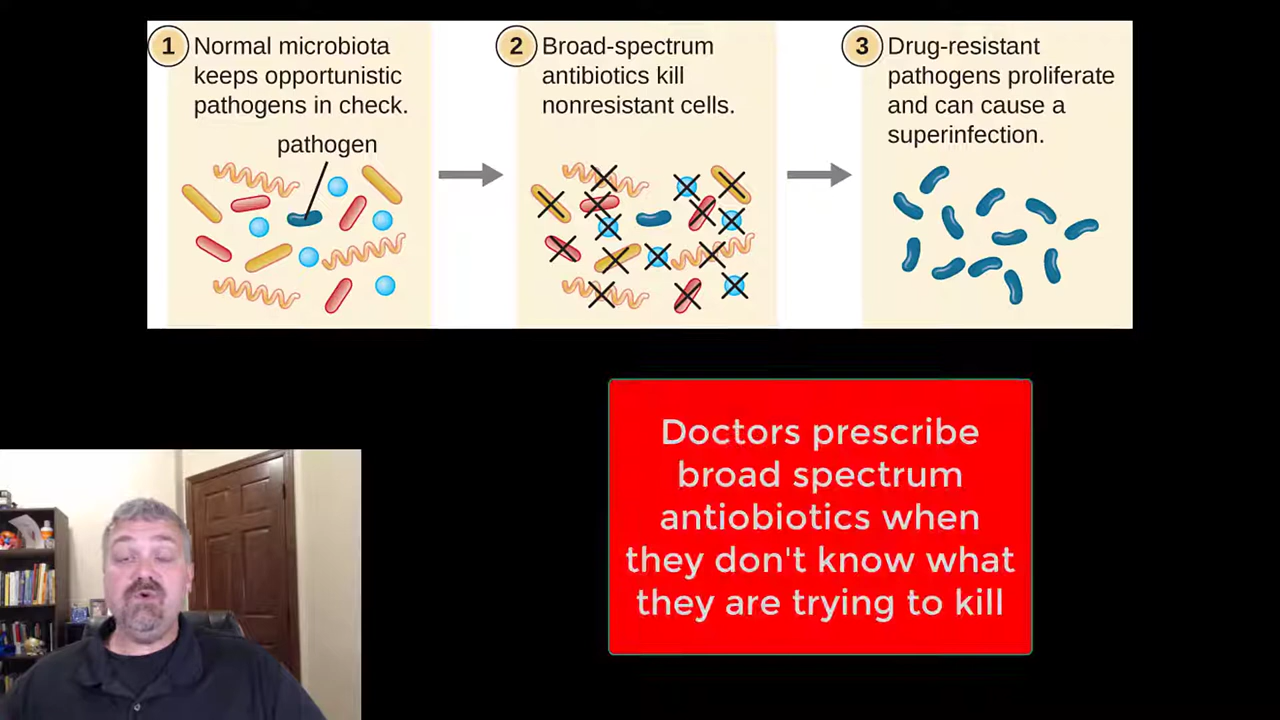 1
Normal microbiota
keeps opportunistic
pathogens in check.
pathogen
2
Broad-spectrum
antibiotics kill
nonresistant cells.
3
Drug-resistant
pathogens proliferate
and can cause a
superinfection.
Doctors prescribe
broad spectrum
antiobiotics when
they don't know what
they are trying to kill